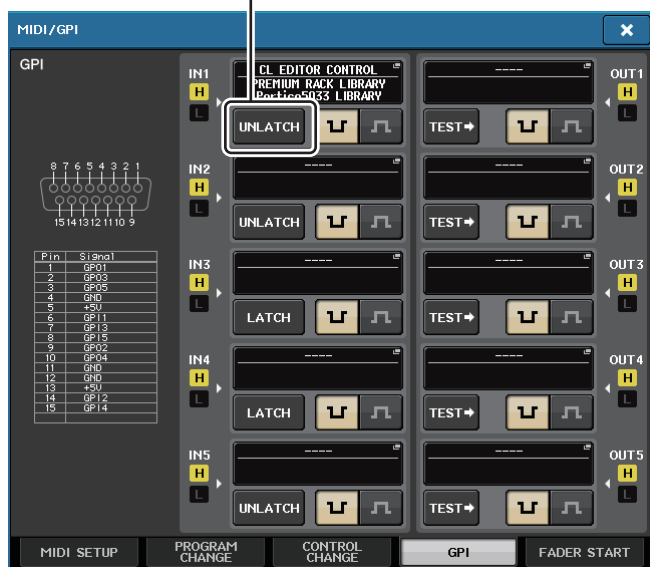 MIDI/GPI
GPI
8 7 6 5 4 3 2 1
15 14 13 12 11 10 9
Pin Signal
1 GPO1
2 GPO3
3 GPO5
4 GND
5 +5V
6 GPI1
7 GPI3
8 GPI5
9 GPO2
10 GPO4
11 GND
12 GND
13 +5V
14 GPI2
15 GPI4
IN1
H
L
CL EDITOR CONTROL
PREMIUM RACK LIBRARY
Portico5033 LIBRARY
UNLATCH
----
TEST
OUT1
H
L
IN2
H
L
----
UNLATCH
----
TEST
OUT2
H
L
IN3
H
L
----
LATCH
----
TEST
OUT3
H
L
IN4
H
L
----
LATCH
----
TEST
OUT4
H
L
IN5
H
L
----
UNLATCH
----
TEST
OUT5
H
L
MIDI SETUP
PROGRAM
CHANGE
CONTROL
CHANGE
GPI
FADER START